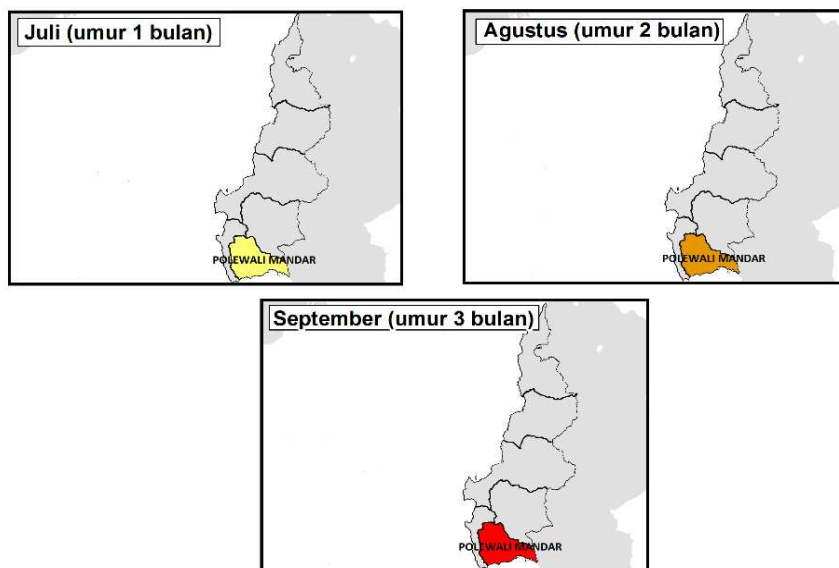 Juli (umur 1 bulan)
POLEWALI MANDAR
Agustus (umur 2 bulan)
POLEWALI MANDAR
September (umur 3 bulan)
POLEWALI MANDAR